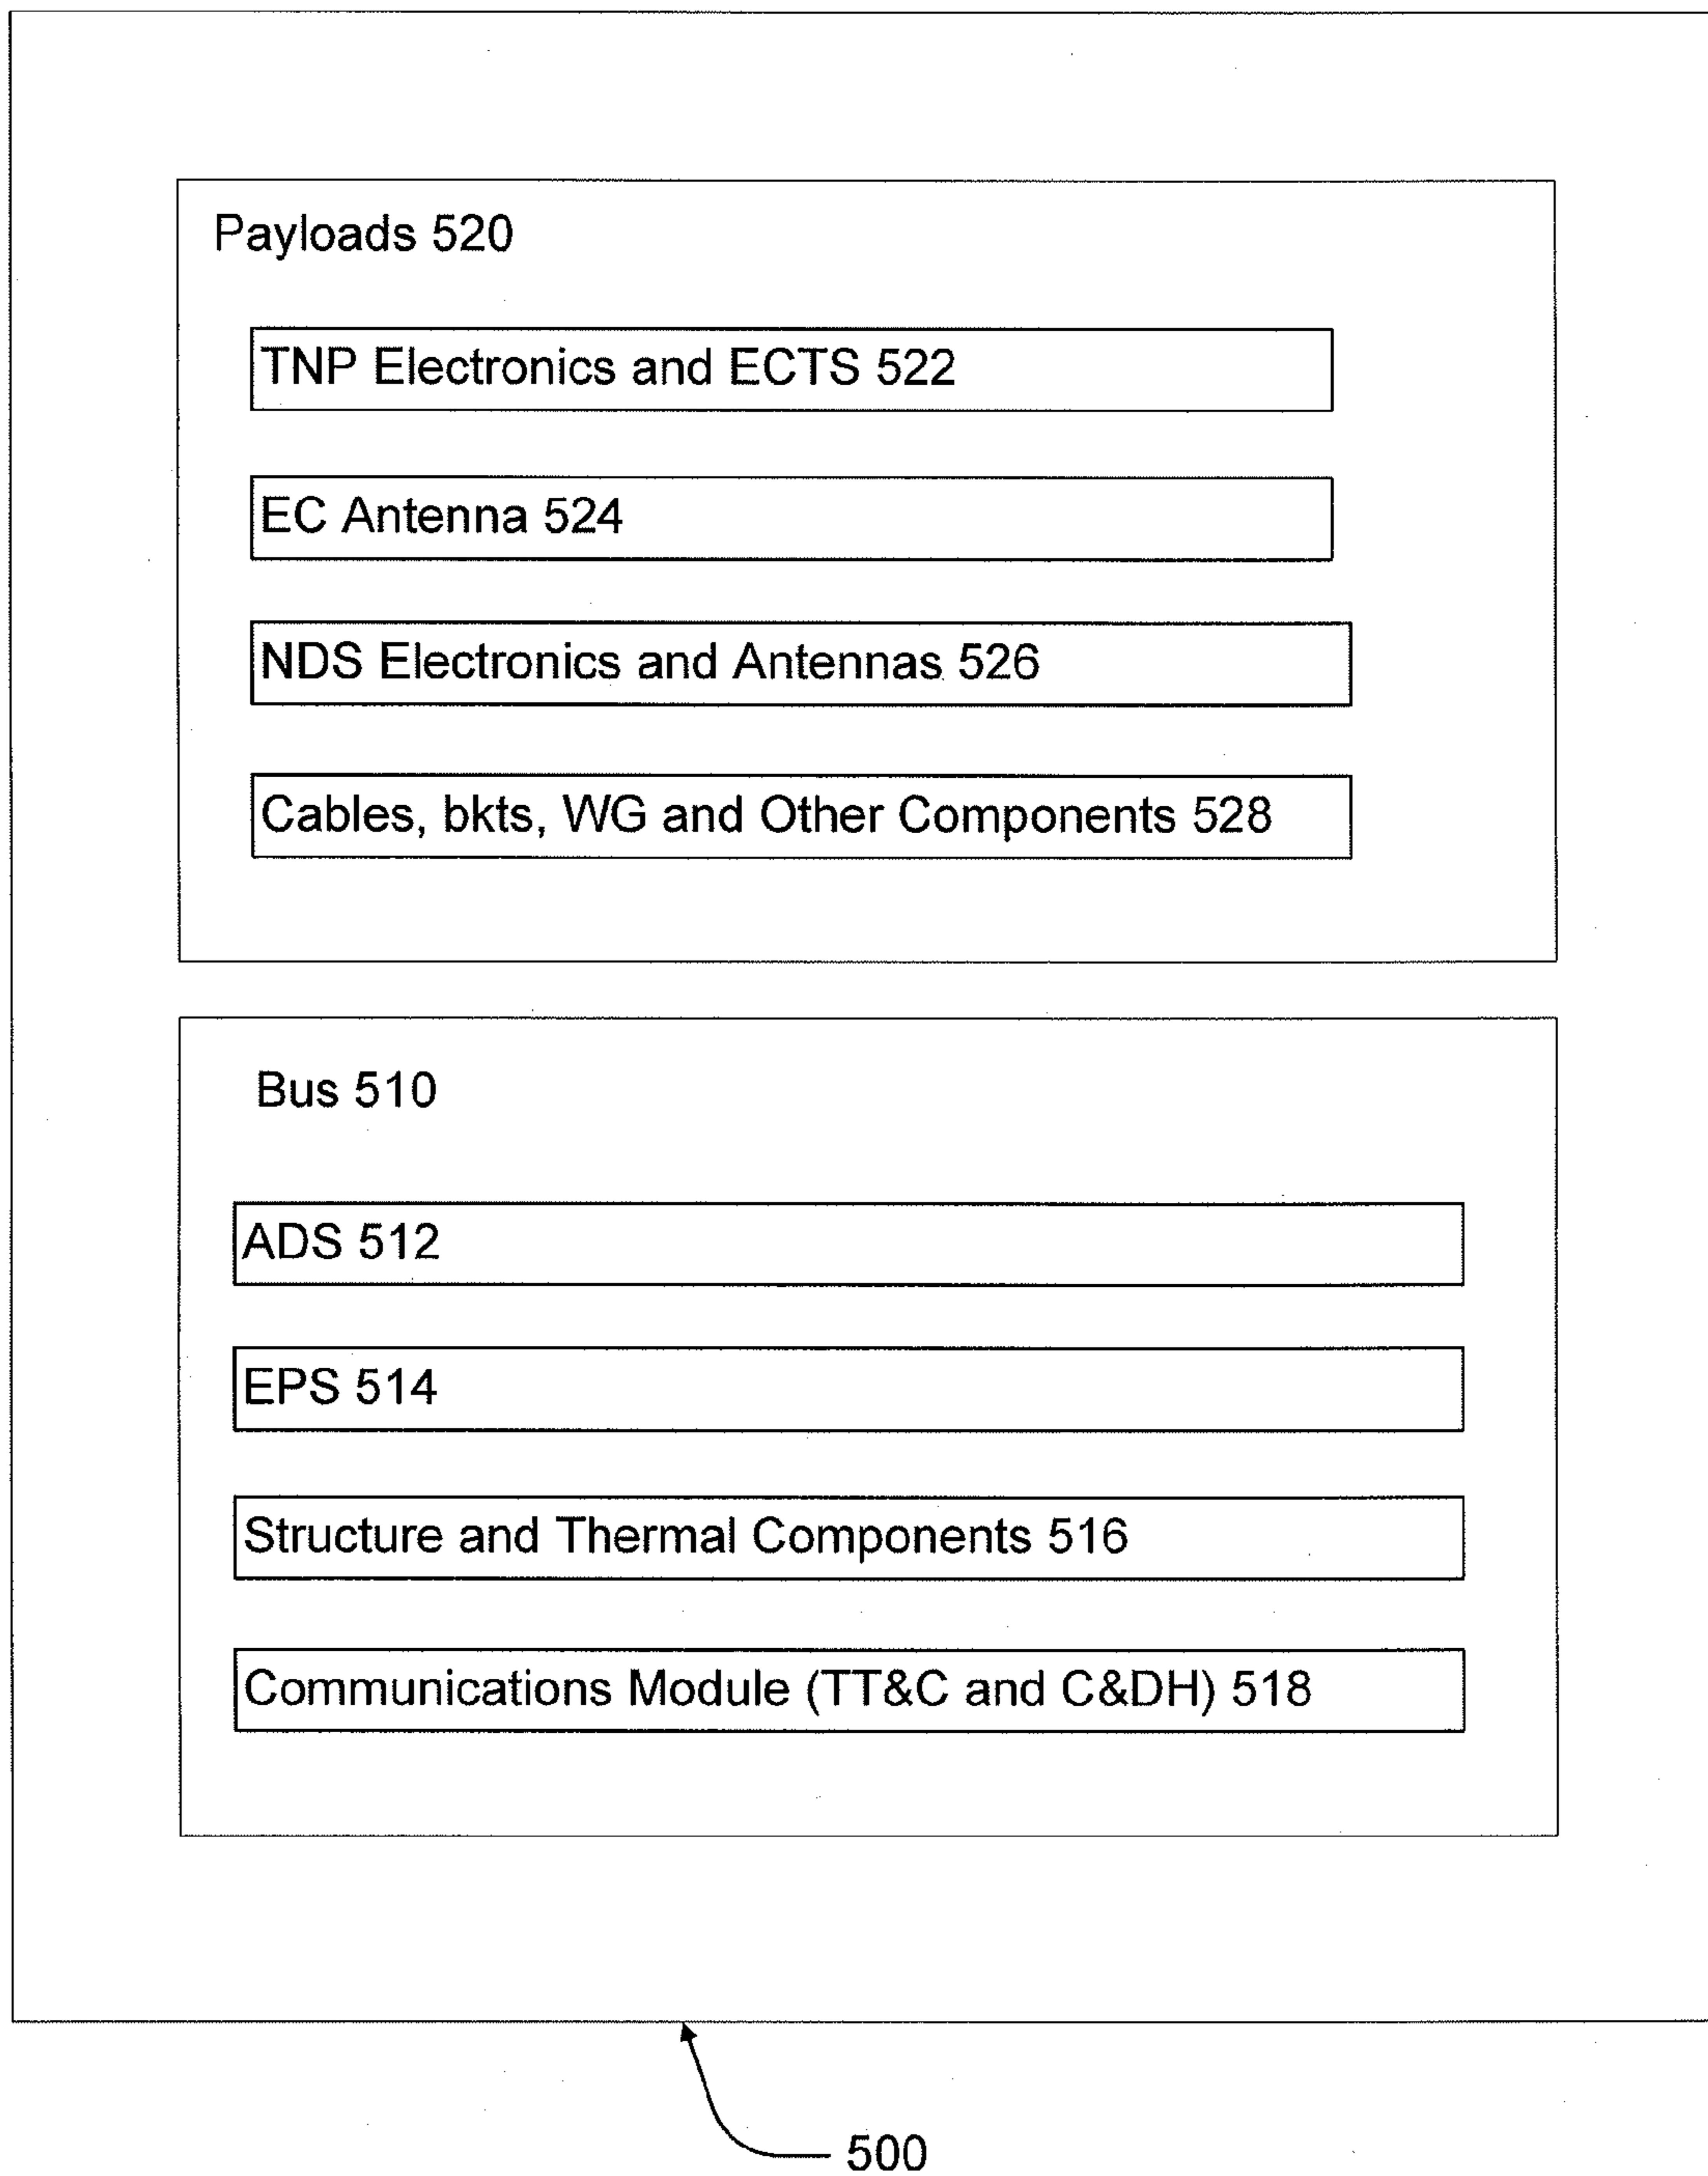 Payloads 520
TNP Electronics and ECTS 522
EC Antenna 524
NDS Electronics and Antennas 526
Cables, bkts, WG and Other Components 528
Bus 510
ADS 512
EPS 514
Structure and Thermal Components 516
Communications Module (TT&C and C&DH) 518
500